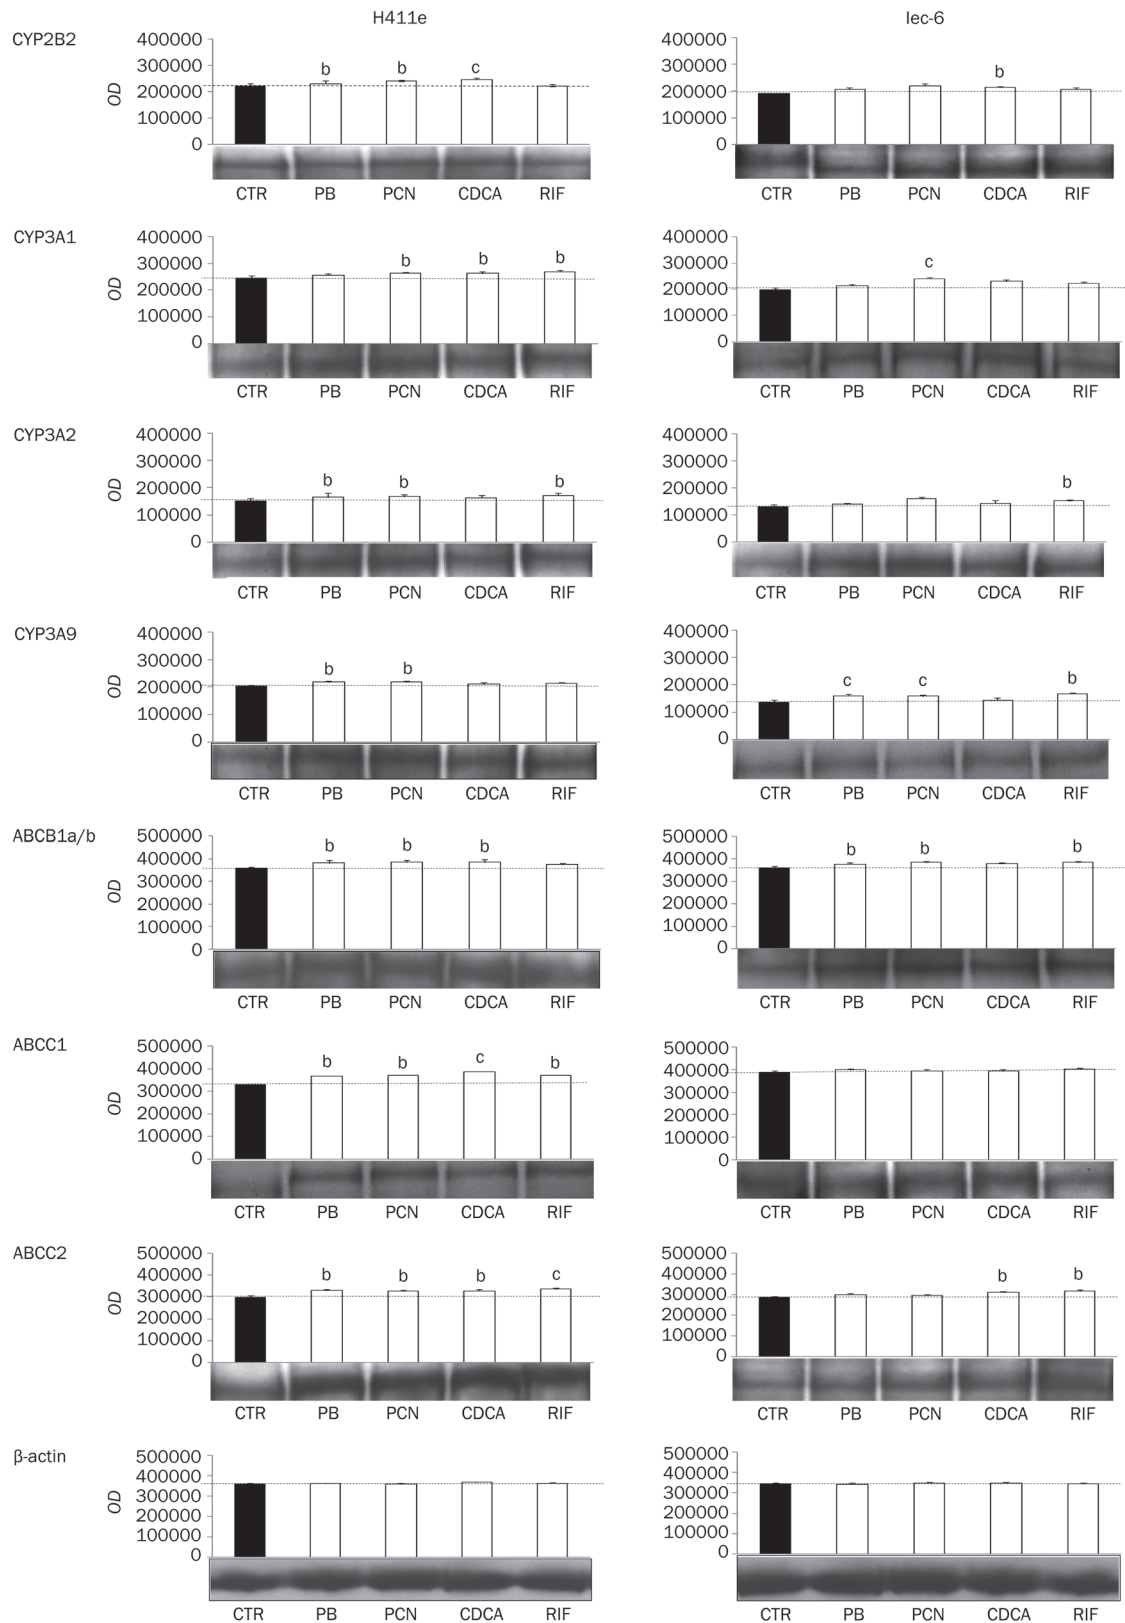 H411e Iec-6
CYP2B2
400000 400000
300000 b b c 300000 b
OD 200000 200000
100000 100000
0 0
CTR PB PCN CDCA RIF CTR PB PCN CDCA RIF
CYP3A1
400000 400000
300000 b b b 300000 c
OD 200000 200000
100000 100000
0 0
CTR PB PCN CDCA RIF CTR PB PCN CDCA RIF
CYP3A2
400000 400000
300000 300000
OD 200000 b b b 200000 b
100000 100000
0 0
CTR PB PCN CDCA RIF CTR PB PCN CDCA RIF
CYP3A9
400000 400000
300000 b b 300000
OD 200000 200000 c c b
100000 100000
0 0
CTR PB PCN CDCA RIF CTR PB PCN CDCA RIF
ABCB1a/b
500000 b b b 500000 b b b
400000 400000
OD 300000 300000
200000 200000
100000 100000
0 0
CTR PB PCN CDCA RIF CTR PB PCN CDCA RIF
ABCC1
500000 500000
400000 b b c b 400000
OD 300000 300000
200000 200000
100000 100000
0 0
CTR PB PCN CDCA RIF CTR PB PCN CDCA RIF
ABCC2
500000 500000
400000 b b b c 400000 b b
OD 300000 300000
200000 200000
100000 100000
0 0
CTR PB PCN CDCA RIF CTR PB PCN CDCA RIF
β-actin
500000 500000
400000 400000
OD 300000 300000
200000 200000
100000 100000
0 0
CTR PB PCN CDCA RIF CTR PB PCN CDCA RIF